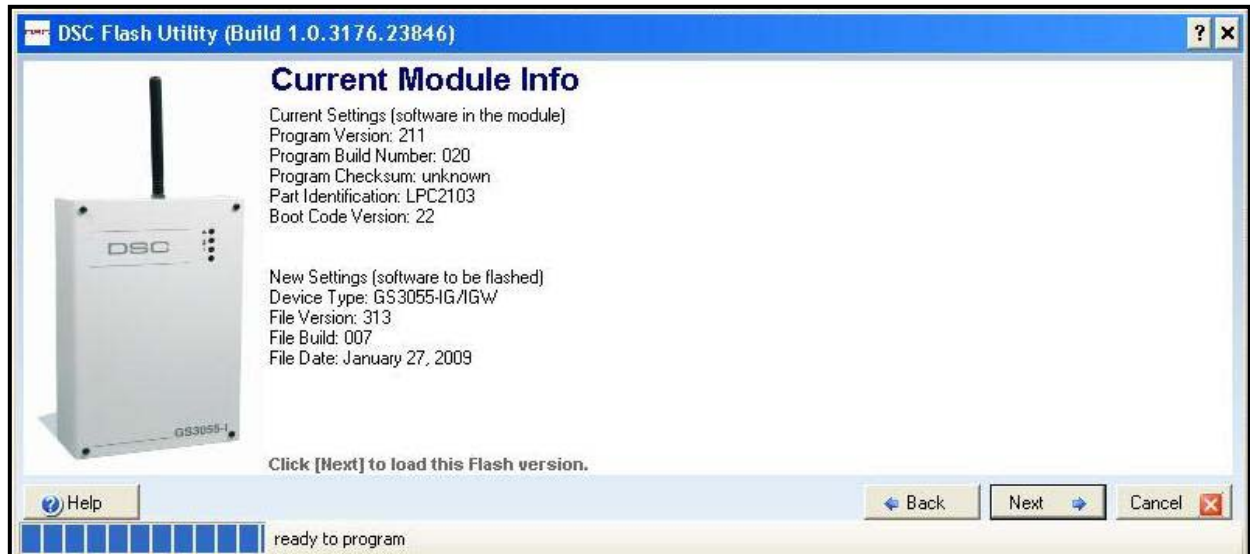 DSC Flash Utility (Build 1.0.3176.23846)
Current Module Info
Current Settings (software in the module)
Program Version: 211
Program Build Number: 020
Program Checksum: unknown
Part Identification: LPC2103
Boot Code Version: 22
DSC
New Settings (software to be flashed)
Device Type: GS3055-IG/IGW
File Version: 313
File Build: 007
File Date: January 27, 2009
GS3055-I
Click [Next] to load this Flash version.
Help
Back
Next
Cancel
ready to program